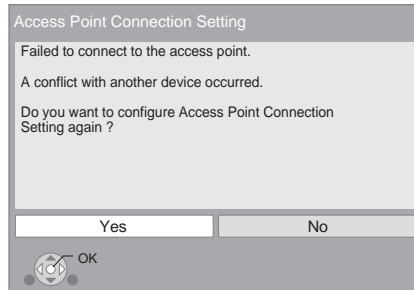 Access Point Connection Setting
Failed to connect to the access point.
A conflict with another device occurred.
Do you want to configure Access Point Connection
Setting again ?
Yes
No
OK